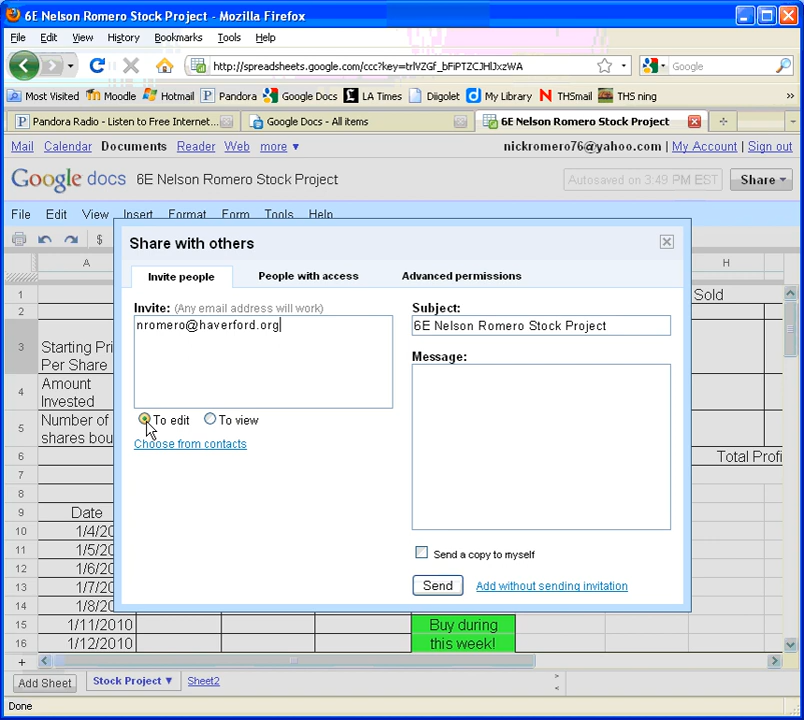 6E Nelson Romero Stock Project - Mozilla Firefox
File Edit View History Bookmarks Tools Help
http://spreadsheets.google.com/ccc?key=trlVZGf_bFiPTZCJHlJxzWA
Google
Most Visited Moodle Hotmail Pandora Google Docs LA Times Diigolet My Library THSmail THS ning »
Pandora Radio - Listen to Free Internet... Google Docs - All items 6E Nelson Romero Stock Project
Mail Calendar Documents Reader Web more ▼ nickromero76@yahoo.com | My Account | Sign out
Google docs 6E Nelson Romero Stock Project Autosaved on 3:49 PM EST Share
File Edit View Insert Format Form Tools Help
$
A H
Share with others
Invite people People with access Advanced permissions
Invite: (Any email address will work)
nromero@haverford.org
To edit To view
Choose from contacts
Subject:
6E Nelson Romero Stock Project
Message:
Send a copy to myself
Send Add without sending invitation
1 Sold
2
3 Starting Pri
Per Share
4 Amount
Invested
5 Number of
shares bou
6 Total Profi
7
8
9 Date
10 1/4/20
11 1/5/20
12 1/6/20
13 1/7/20
14 1/8/20
15 1/11/2010 Buy during
16 1/12/2010 this week!
Add Sheet Stock Project ▼ Sheet2
Done